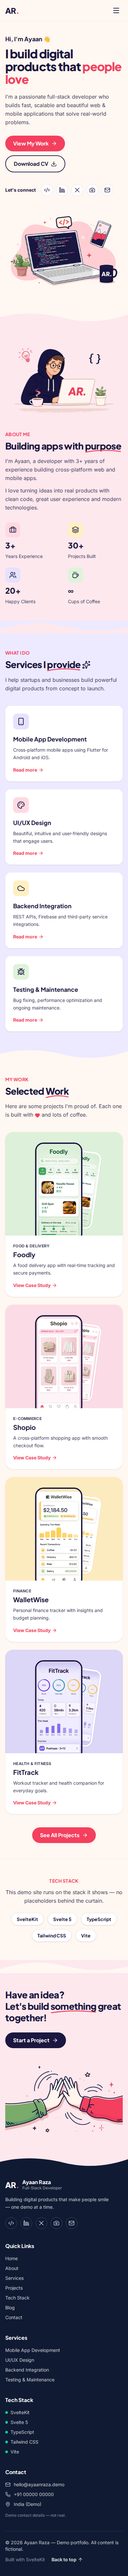 AR.
Hi, I'm Ayaan 👋
I build digital
products that people
love
I'm a passionate full-stack developer who
builds fast, scalable and beautiful web &
mobile applications that solve real-world
problems.
View My Work →
Download CV
Let's connect
AR.
AR.
ABOUT ME
Building apps with purpose
I'm Ayaan, a developer with 3+ years of
experience building cross-platform web and
mobile apps.
I love turning ideas into real products with
clean code, great user experience and modern
technologies.
3+
Years Experience
30+
Projects Built
20+
Happy Clients
∞
Cups of Coffee
WHAT I DO
Services I provide
I help startups and businesses build powerful
digital products from concept to launch.
Mobile App Development
Cross-platform mobile apps using Flutter for
Android and iOS.
Read more →
UI/UX Design
Beautiful, intuitive and user-friendly designs
that engage users.
Read more →
Backend Integration
REST APIs, Firebase and third-party service
integrations.
Read more →
Testing & Maintenance
Bug fixing, performance optimization and
ongoing maintenance.
Read more →
MY WORK
Selected Work
Here are some projects I'm proud of. Each one
is built with ❤ and lots of coffee.
Foodly
FOOD & DELIVERY
Foodly
A food delivery app with real-time tracking and
secure payments.
View Case Study →
Shopio
E-COMMERCE
Shopio
A cross-platform shopping app with smooth
checkout flow.
View Case Study →
WalletWise
$2,184.50
FINANCE
WalletWise
Personal finance tracker with insights and
budget planning.
View Case Study →
FitTrack
HEALTH & FITNESS
FitTrack
Workout tracker and health companion for
everyday goals.
View Case Study →
See All Projects →
TECH STACK
This demo site runs on the stack it shows — no
placeholders behind the curtain.
SvelteKit
Svelte 5
TypeScript
Tailwind CSS
Vite
Have an idea?
Let's build something great
together!
Start a Project →
AR.
Ayaan Raza
Full-Stack Developer
Building digital products that make people smile
— one demo at a time.
Quick Links
Home
About
Services
Projects
Tech Stack
Blog
Contact
Services
Mobile App Development
UI/UX Design
Backend Integration
Testing & Maintenance
Tech Stack
SvelteKit
Svelte 5
TypeScript
Tailwind CSS
Vite
Contact
hello@ayaanraza.demo
+91 00000 00000
India (Demo)
Demo contact details — not real.
© 2026 Ayaan Raza — Demo portfolio. All content is
fictional.
Built with SvelteKit
Back to top ↑